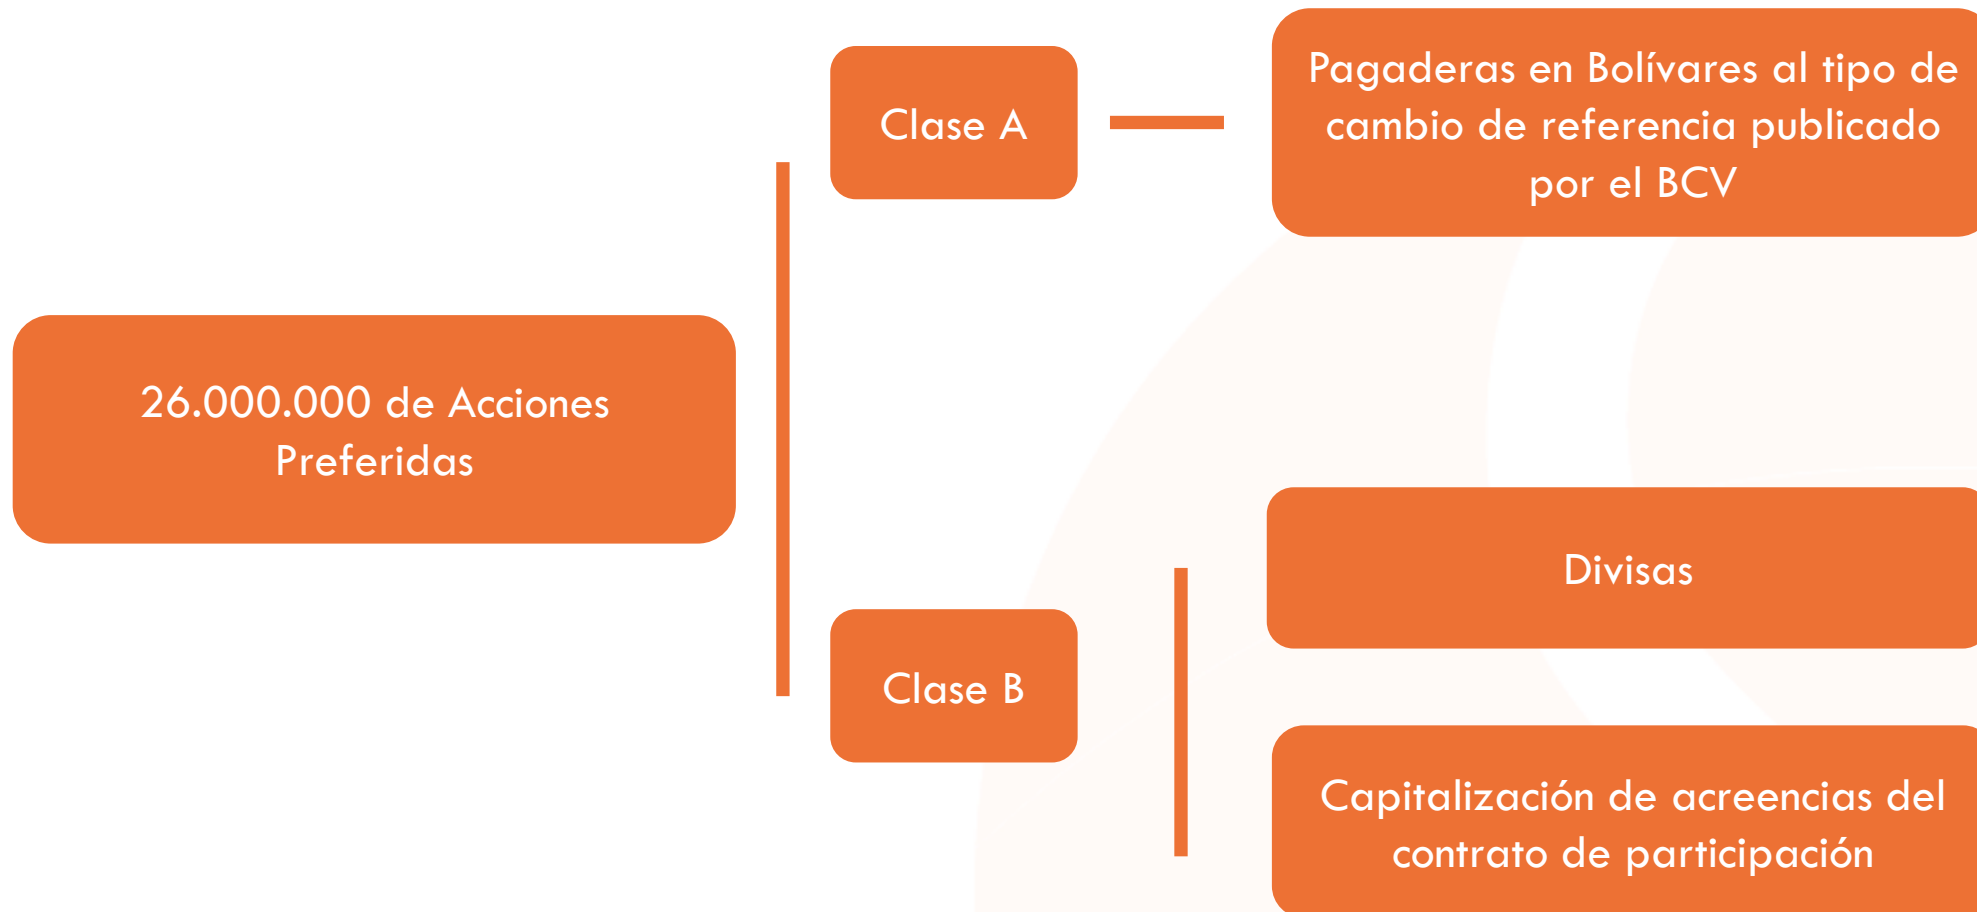 26.000.000 de Acciones
Preferidas
Clase A
Pagaderas en Bolívares al tipo de
cambio de referencia publicado
por el BCV
Clase B
Divisas
Capitalización de acreencias del
contrato de participación